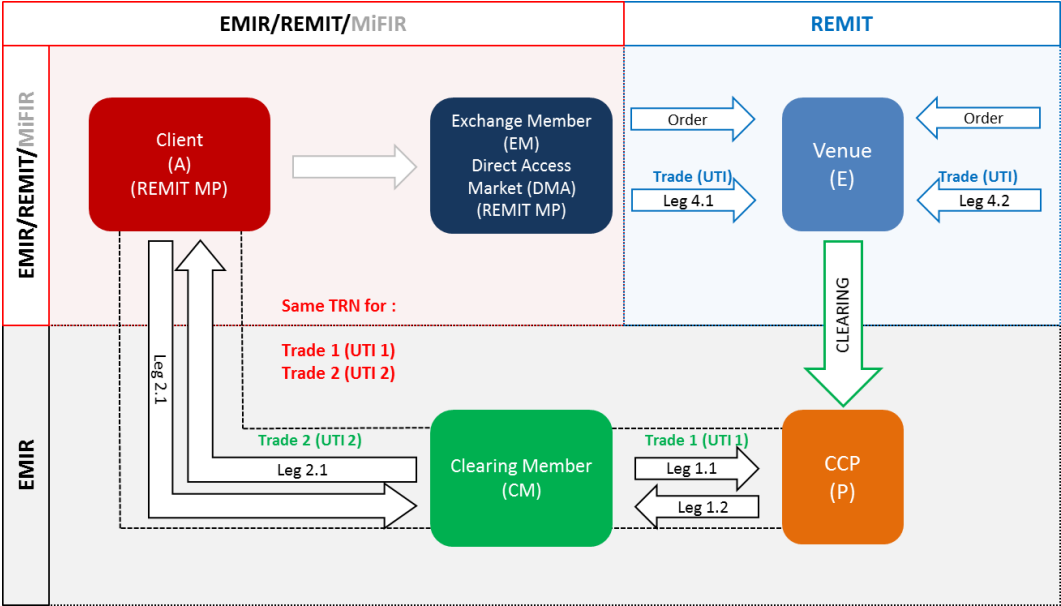 EMIR/REMIT/MiFIR
REMIT
EMIR/REMIT/MiFIR
Client
(A)
(REMIT MP)
Exchange Member
(EM)
Direct Access
Market (DMA)
(REMIT MP)
Order
Trade (UTI)
Leg 4.1
Venue
(E)
Order
Trade (UTI)
Leg 4.2
CLEARING
Same TRN for :
Trade 1 (UTI 1)
Trade 2 (UTI 2)
EMIR
Leg 2.1
Trade 2 (UTI 2)
Leg 2.1
Clearing Member
(CM)
Trade 1 (UTI 1)
Leg 1.1
Leg 1.2
CCP
(P)